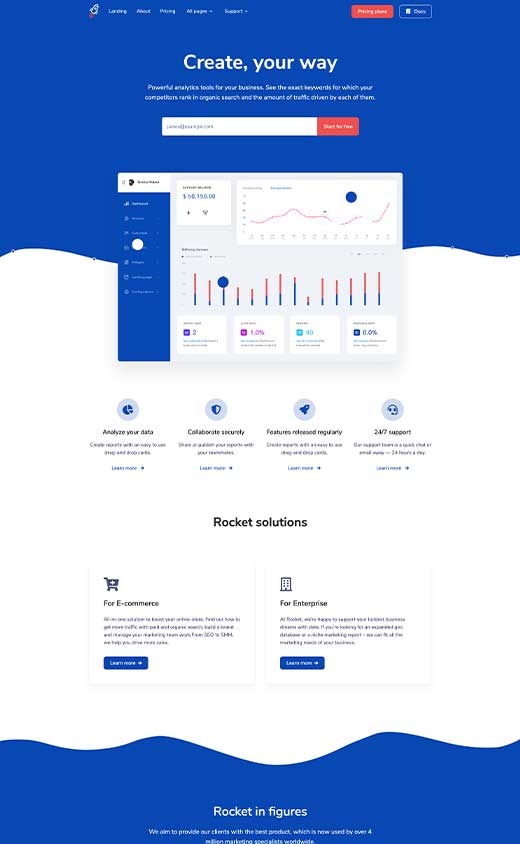 Landing About Pricing All pages Support Pricing plans Docs
Create, your way
Powerful analytics tools for your business. See the exact keywords for which your
competitors rank in organic search and the amount of traffic driven by each of them.
james@example.com Start for free
Dashboard
$ 50,150.00
2
1,0%
40
0.0%
Analyze your data
Create reports with an easy to use
drag-and-drop cards.
Learn more
Collaborate securely
Share or publish your reports with
your teammates.
Learn more
Features released regularly
Create reports with an easy to use
drag-and-drop cards.
Learn more
24/7 support
Our support team is a quick chat or
email away — 24 hours a day.
Learn more
Rocket solutions
For E-commerce
All-in-one solution to boost your online-store. Find out how to
get more traffic with paid and organic search, build a brand
and manage your marketing team work.From SEO to SMM,
we help you drive more sales.
Learn more
For Enterprise
At Rocket, we're happy to support your boldest business
dreams with data. If you're looking for an expanded geo
database or a niche marketing report – we can fit all the
marketing needs of your business.
Learn more
Rocket in figures
We aim to provide our clients with the best product, which is now used by over 4
million marketing specialists worldwide.